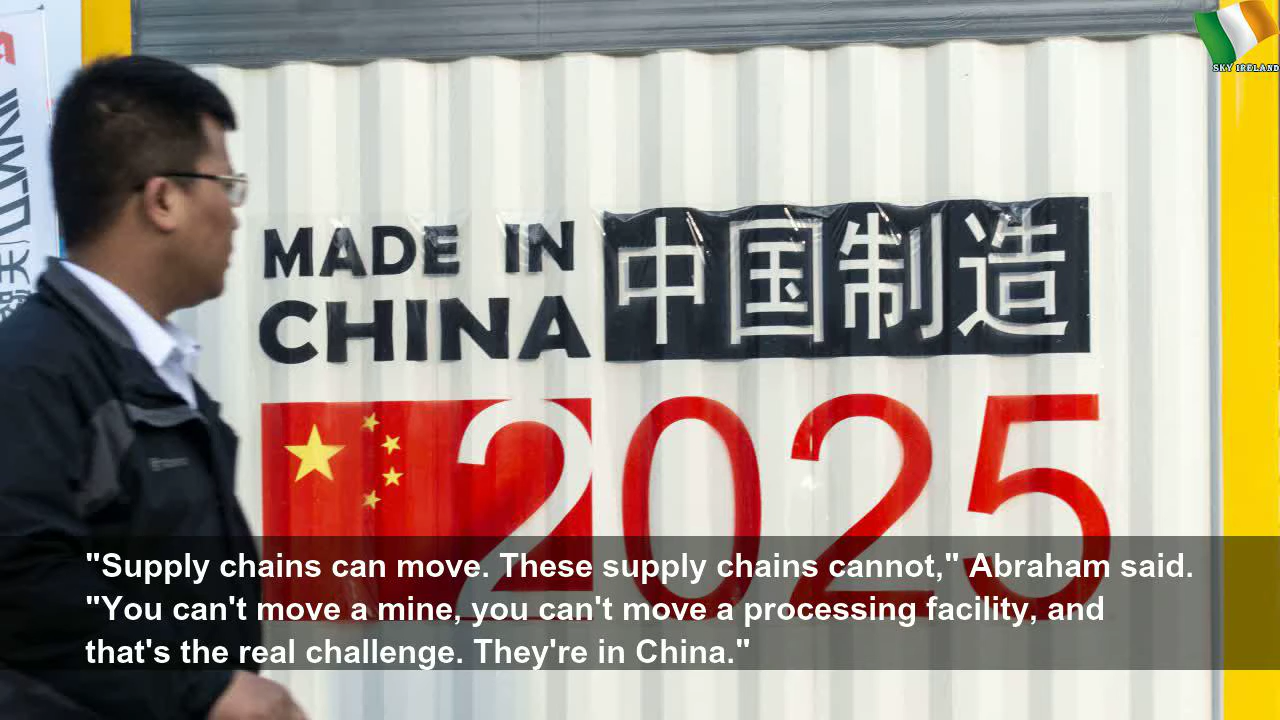 SKY IRELAND
MADE IN
CHINA
中国制造
2025
"Supply chains can move. These supply chains cannot," Abraham said.
"You can't move a mine, you can't move a processing facility, and
that's the real challenge. They're in China."